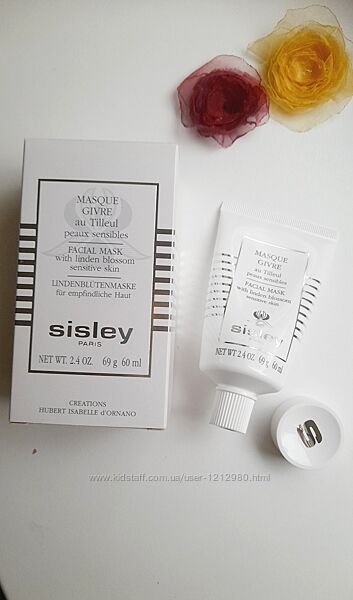 MASQUE
GIVRE
au Tilleul
peaux sensibles
FACIAL MASK
with linden blossom
sensitive skin
LINDENBLÜTENMASKE
für empfindliche Haut
sisley
PARIS
NET WT. 2.4 OZ. 69 g 60 ml
CREATIONS
HUBERT ISABELLE d'ORNANO
MASQUE
GIVRE
au Tilleul
peaux sensibles
FACIAL MASK
with linden blossom
sensitive skin
sisley
PARIS
NET WT. 2.4 OZ. 69 g 60 ml
S
www.kidstaff.com.ua/user-1212980.html